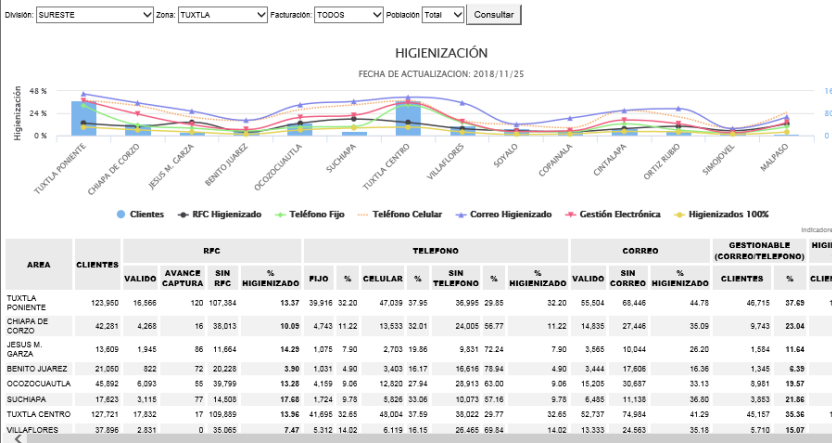 División: SURESTE Zona: TUXTLA Facturación: TODOS Población Total Consultar
HIGIENIZACIÓN
FECHA DE ACTUALIZACION: 2018/11/25
Higienización
48 %
24 %
0 %
16
80
0
TUXTLA PONIENTE
CHIAPA DE CORZO
JESUS M. GARZA
BENITO JUAREZ
OCOZOCUAUTLA
SUCHIAPA
TUXTLA CENTRO
VILLAFLORES
SOYALO
COPAINALA
CINTALAPA
ORTIZ RUBIO
SIMOJOVEL
MALPASO
Clientes RFC Higienizado Teléfono Fijo Teléfono Celular Correo Higienizado Gestión Electrónica Higienizados 100%
Indicadore
AREA CLIENTES RFC TELEFONO CORREO GESTIONABLE (CORREO/TELEFONO) HIGIE
VALIDO AVANCE CAPTURA SIN RFC % HIGIENIZADO FIJO % CELULAR % SIN TELEFONO % % HIGIENIZADO VALIDO SIN CORREO % HIGIENIZADO CLIENTES % CLIEN
TUXTLA PONIENTE 123,950 16,566 120 107,384 13.37 39,916 32.20 47,039 37.95 36,995 29.85 32.20 55,504 68,446 44.78 46,715 37.69 1
CHIAPA DE CORZO 42,281 4,268 16 38,013 10.09 4,743 11.22 13,533 32.01 24,005 56.77 11.22 14,835 27,446 35.09 9,743 23.04
JESUS M. GARZA 13,609 1,945 86 11,664 14.29 1,075 7.90 2,703 19.86 9,831 72.24 7.90 3,565 10,044 26.20 1,584 11.64
BENITO JUAREZ 21,050 822 72 20,228 3.90 1,031 4.90 3,403 16.17 16,616 78.94 4.90 3,444 17,606 16.36 1,345 6.39
OCOZOCUAUTLA 45,892 6,093 55 39,799 13.28 4,159 9.06 12,820 27.94 28,913 63.00 9.06 15,205 30,687 33.13 8,981 19.57
SUCHIAPA 17,623 3,115 77 14,508 17.68 1,724 9.78 5,826 33.06 10,073 57.16 9.78 6,485 11,138 36.80 3,853 21.86
TUXTLA CENTRO 127,721 17,832 17 109,889 13.96 41,695 32.65 48,004 37.59 38,022 29.77 32.65 52,737 74,984 41.29 45,157 35.36 1
VILLAFLORES 37,896 2,831 0 35,065 7.47 5,312 14.02 6,119 16.15 26,465 69.84 14.02 13,333 24,563 35.18 5,710 15.07